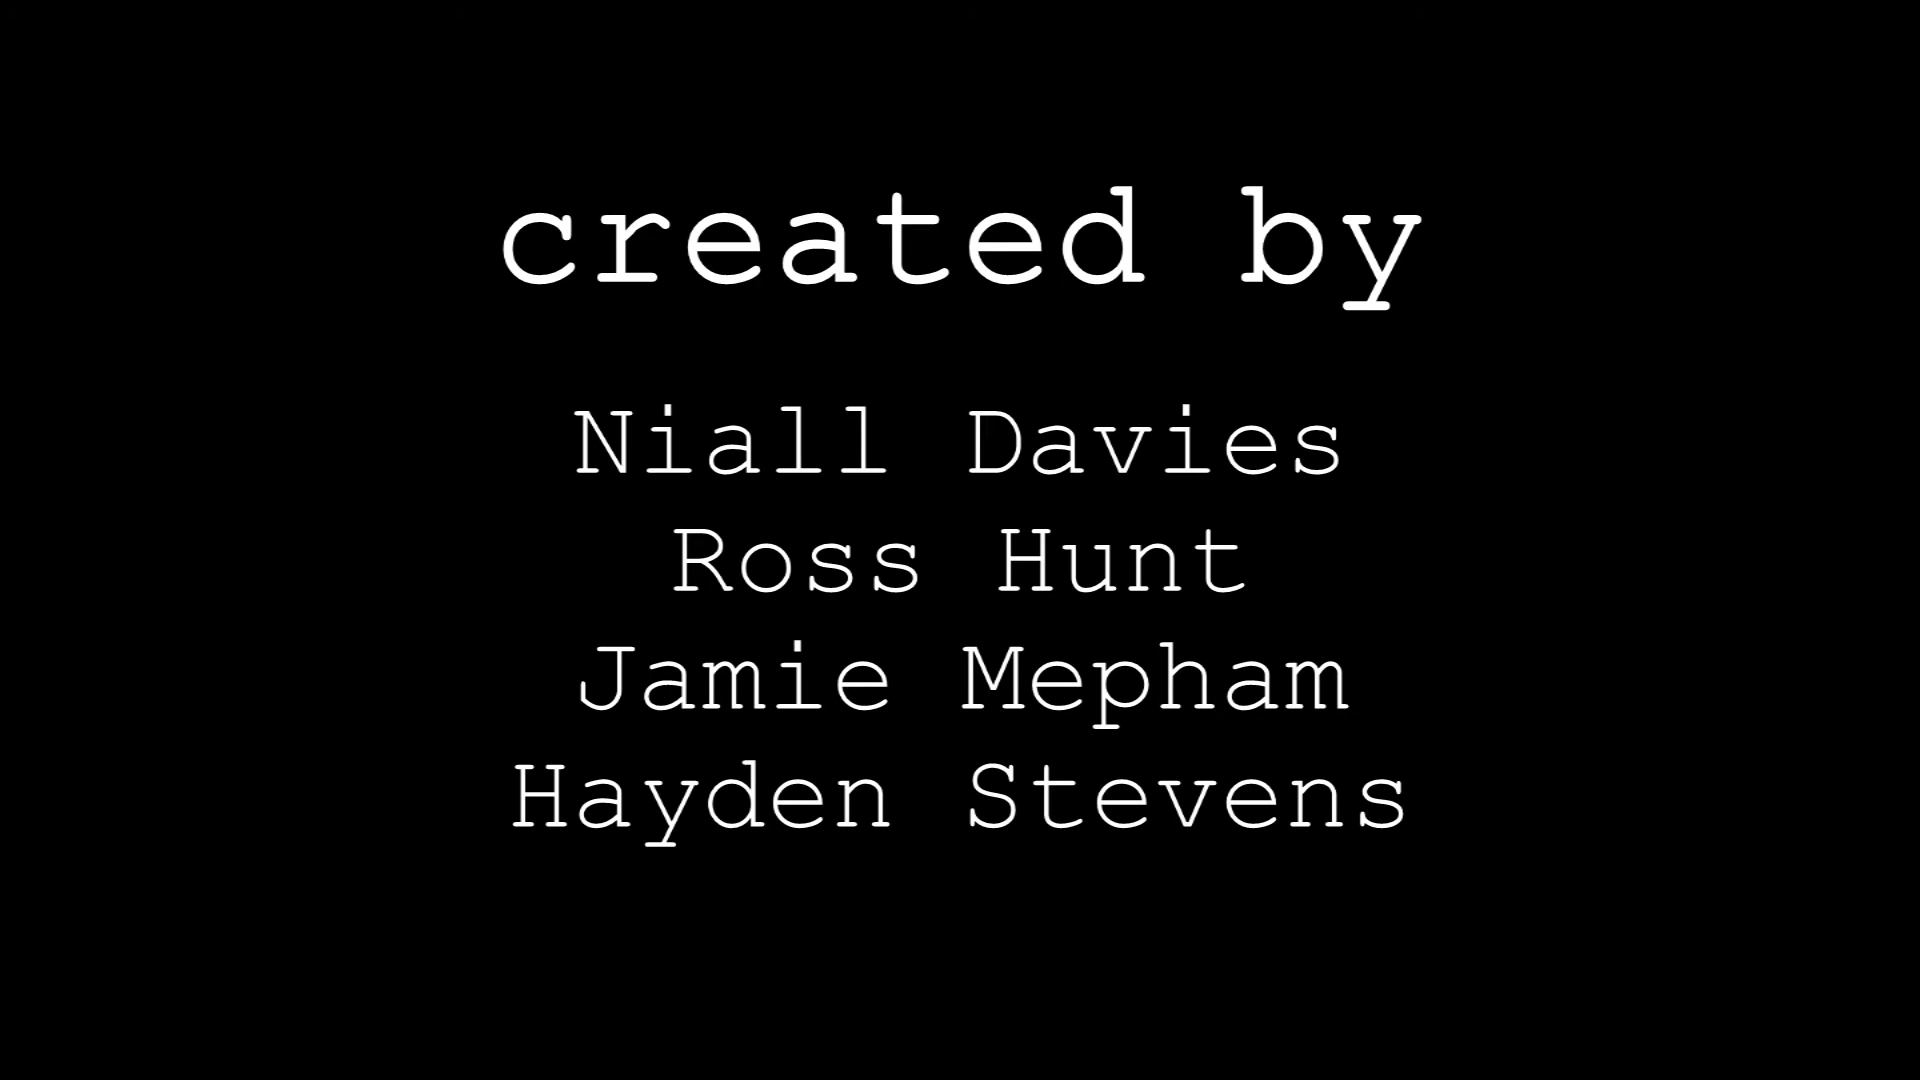 created by
Niall Davies
Ross Hunt
Jamie Mepham
Hayden Stevens